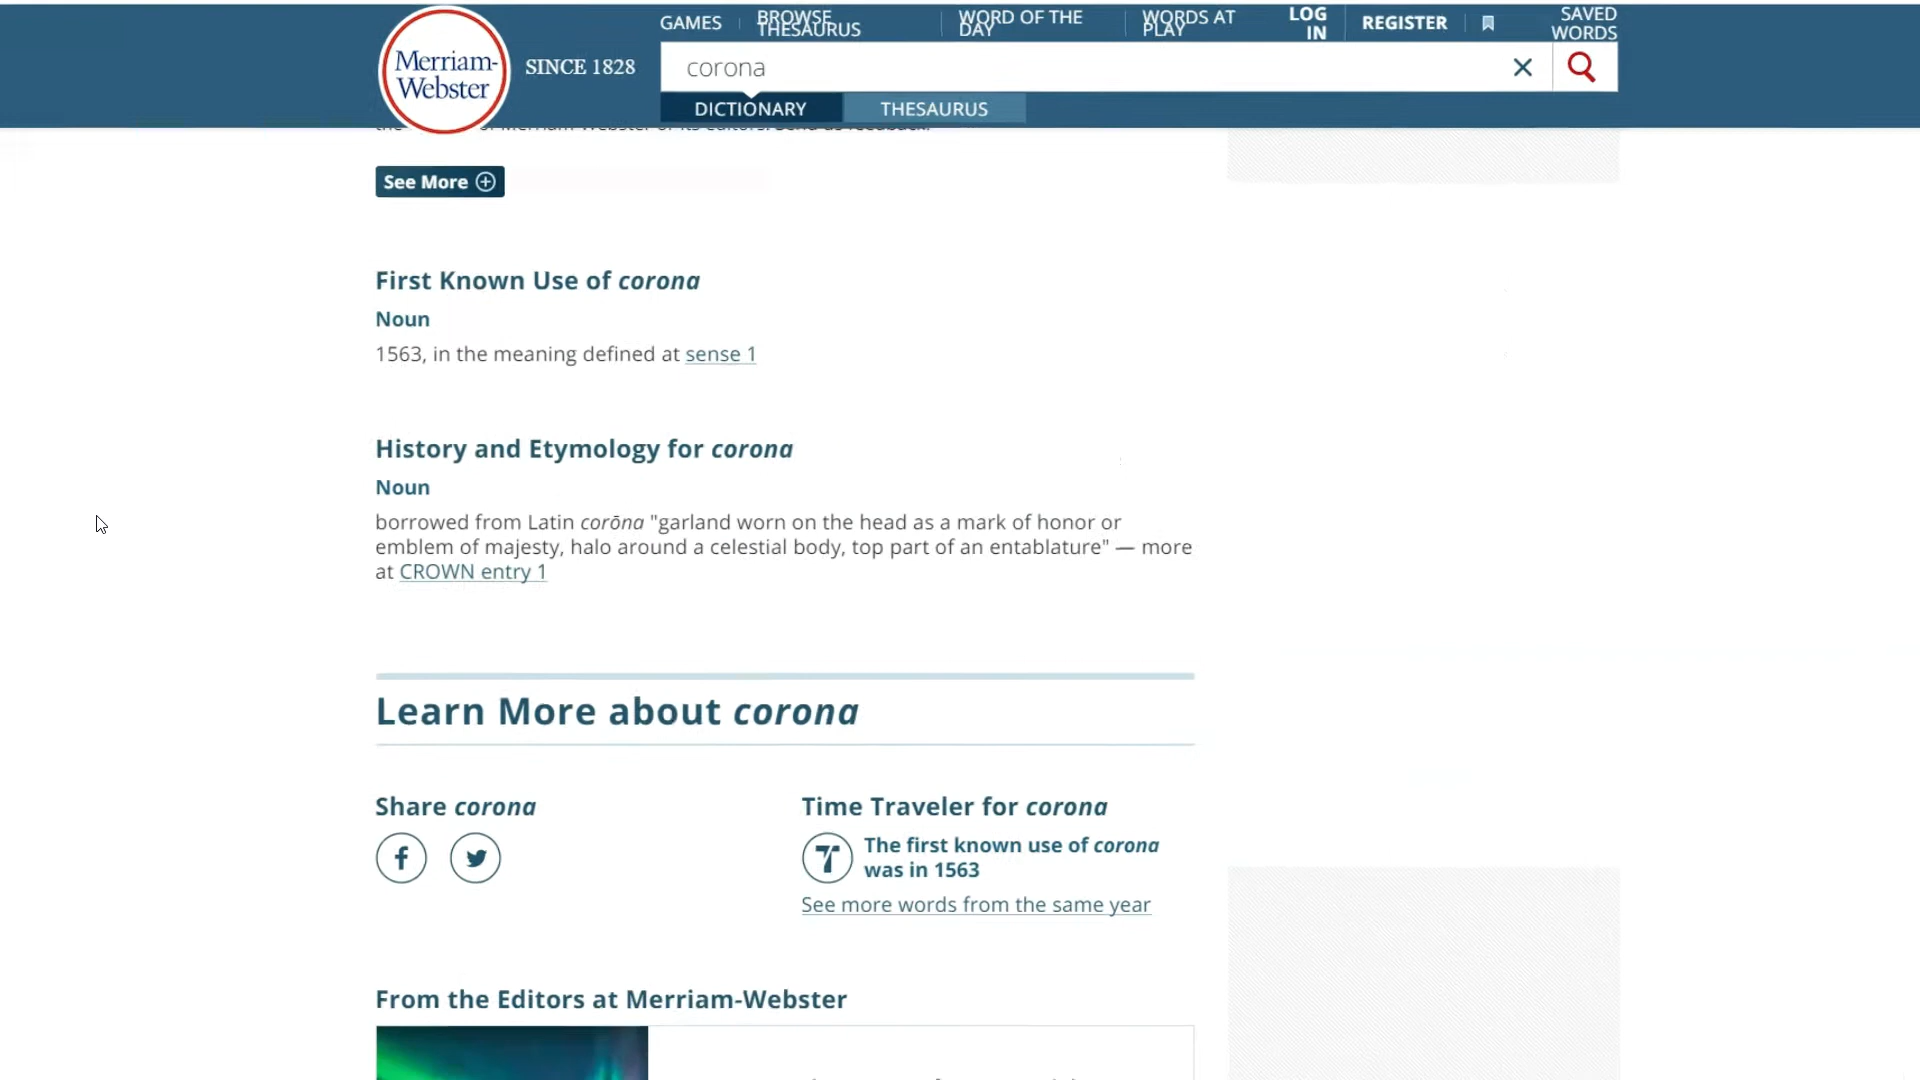 GAMES
BROWSE THESAURUS
WORD OF THE DAY
WORDS AT PLAY
LOG IN
REGISTER
SAVED WORDS
Merriam-
Webster
SINCE 1828
corona
DICTIONARY
THESAURUS
See More
First Known Use of corona
Noun
1563, in the meaning defined at sense 1
History and Etymology for corona
Noun
borrowed from Latin corōna "garland worn on the head as a mark of honor or
emblem of majesty, halo around a celestial body, top part of an entablature" — more
at CROWN entry 1
Learn More about corona
Share corona
Time Traveler for corona
The first known use of corona
was in 1563
See more words from the same year
From the Editors at Merriam-Webster